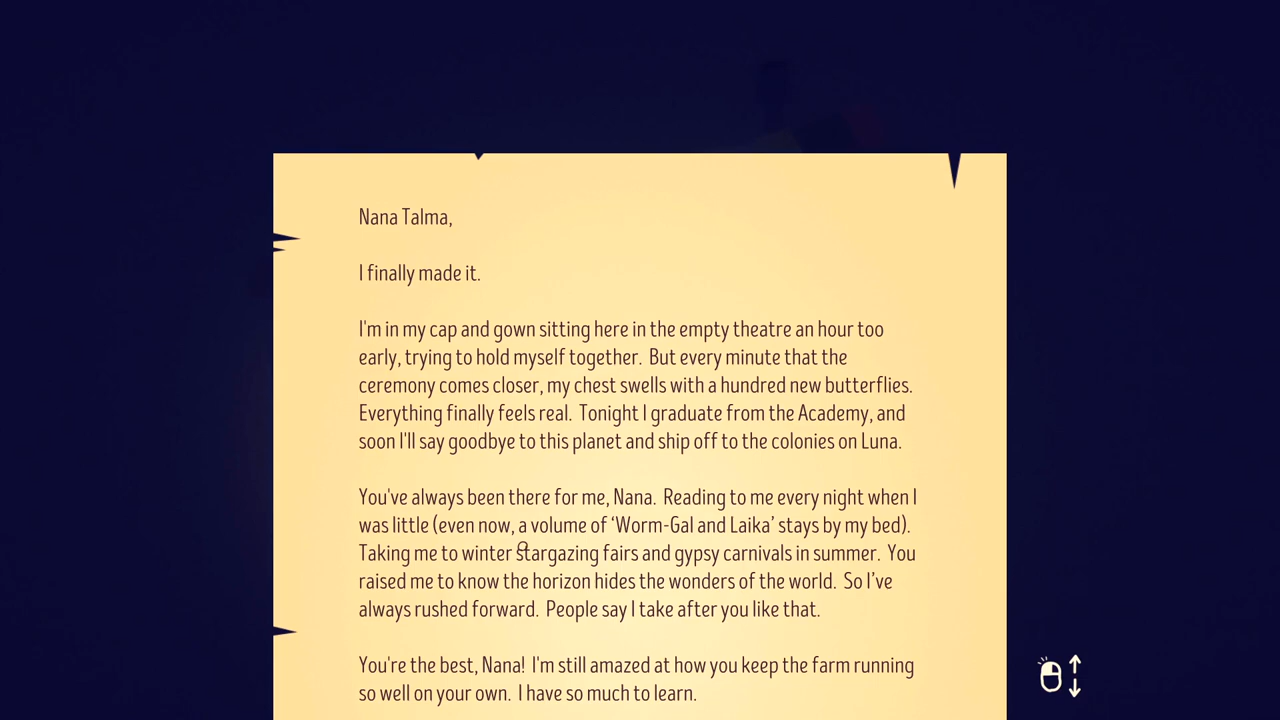 Nana Talma,
I finally made it.
I'm in my cap and gown sitting here in the empty theatre an hour too
early, trying to hold myself together.  But every minute that the
ceremony comes closer, my chest swells with a hundred new butterflies.
Everything finally feels real.  Tonight I graduate from the Academy, and
soon I'll say goodbye to this planet and ship off to the colonies on Luna.
You've always been there for me, Nana.  Reading to me every night when I
was little (even now, a volume of ‘Worm-Gal and Laika’ stays by my bed).
Taking me to winter stargazing fairs and gypsy carnivals in summer.  You
raised me to know the horizon hides the wonders of the world.  So I’ve
always rushed forward.  People say I take after you like that.
You're the best, Nana!  I'm still amazed at how you keep the farm running
so well on your own.  I have so much to learn.